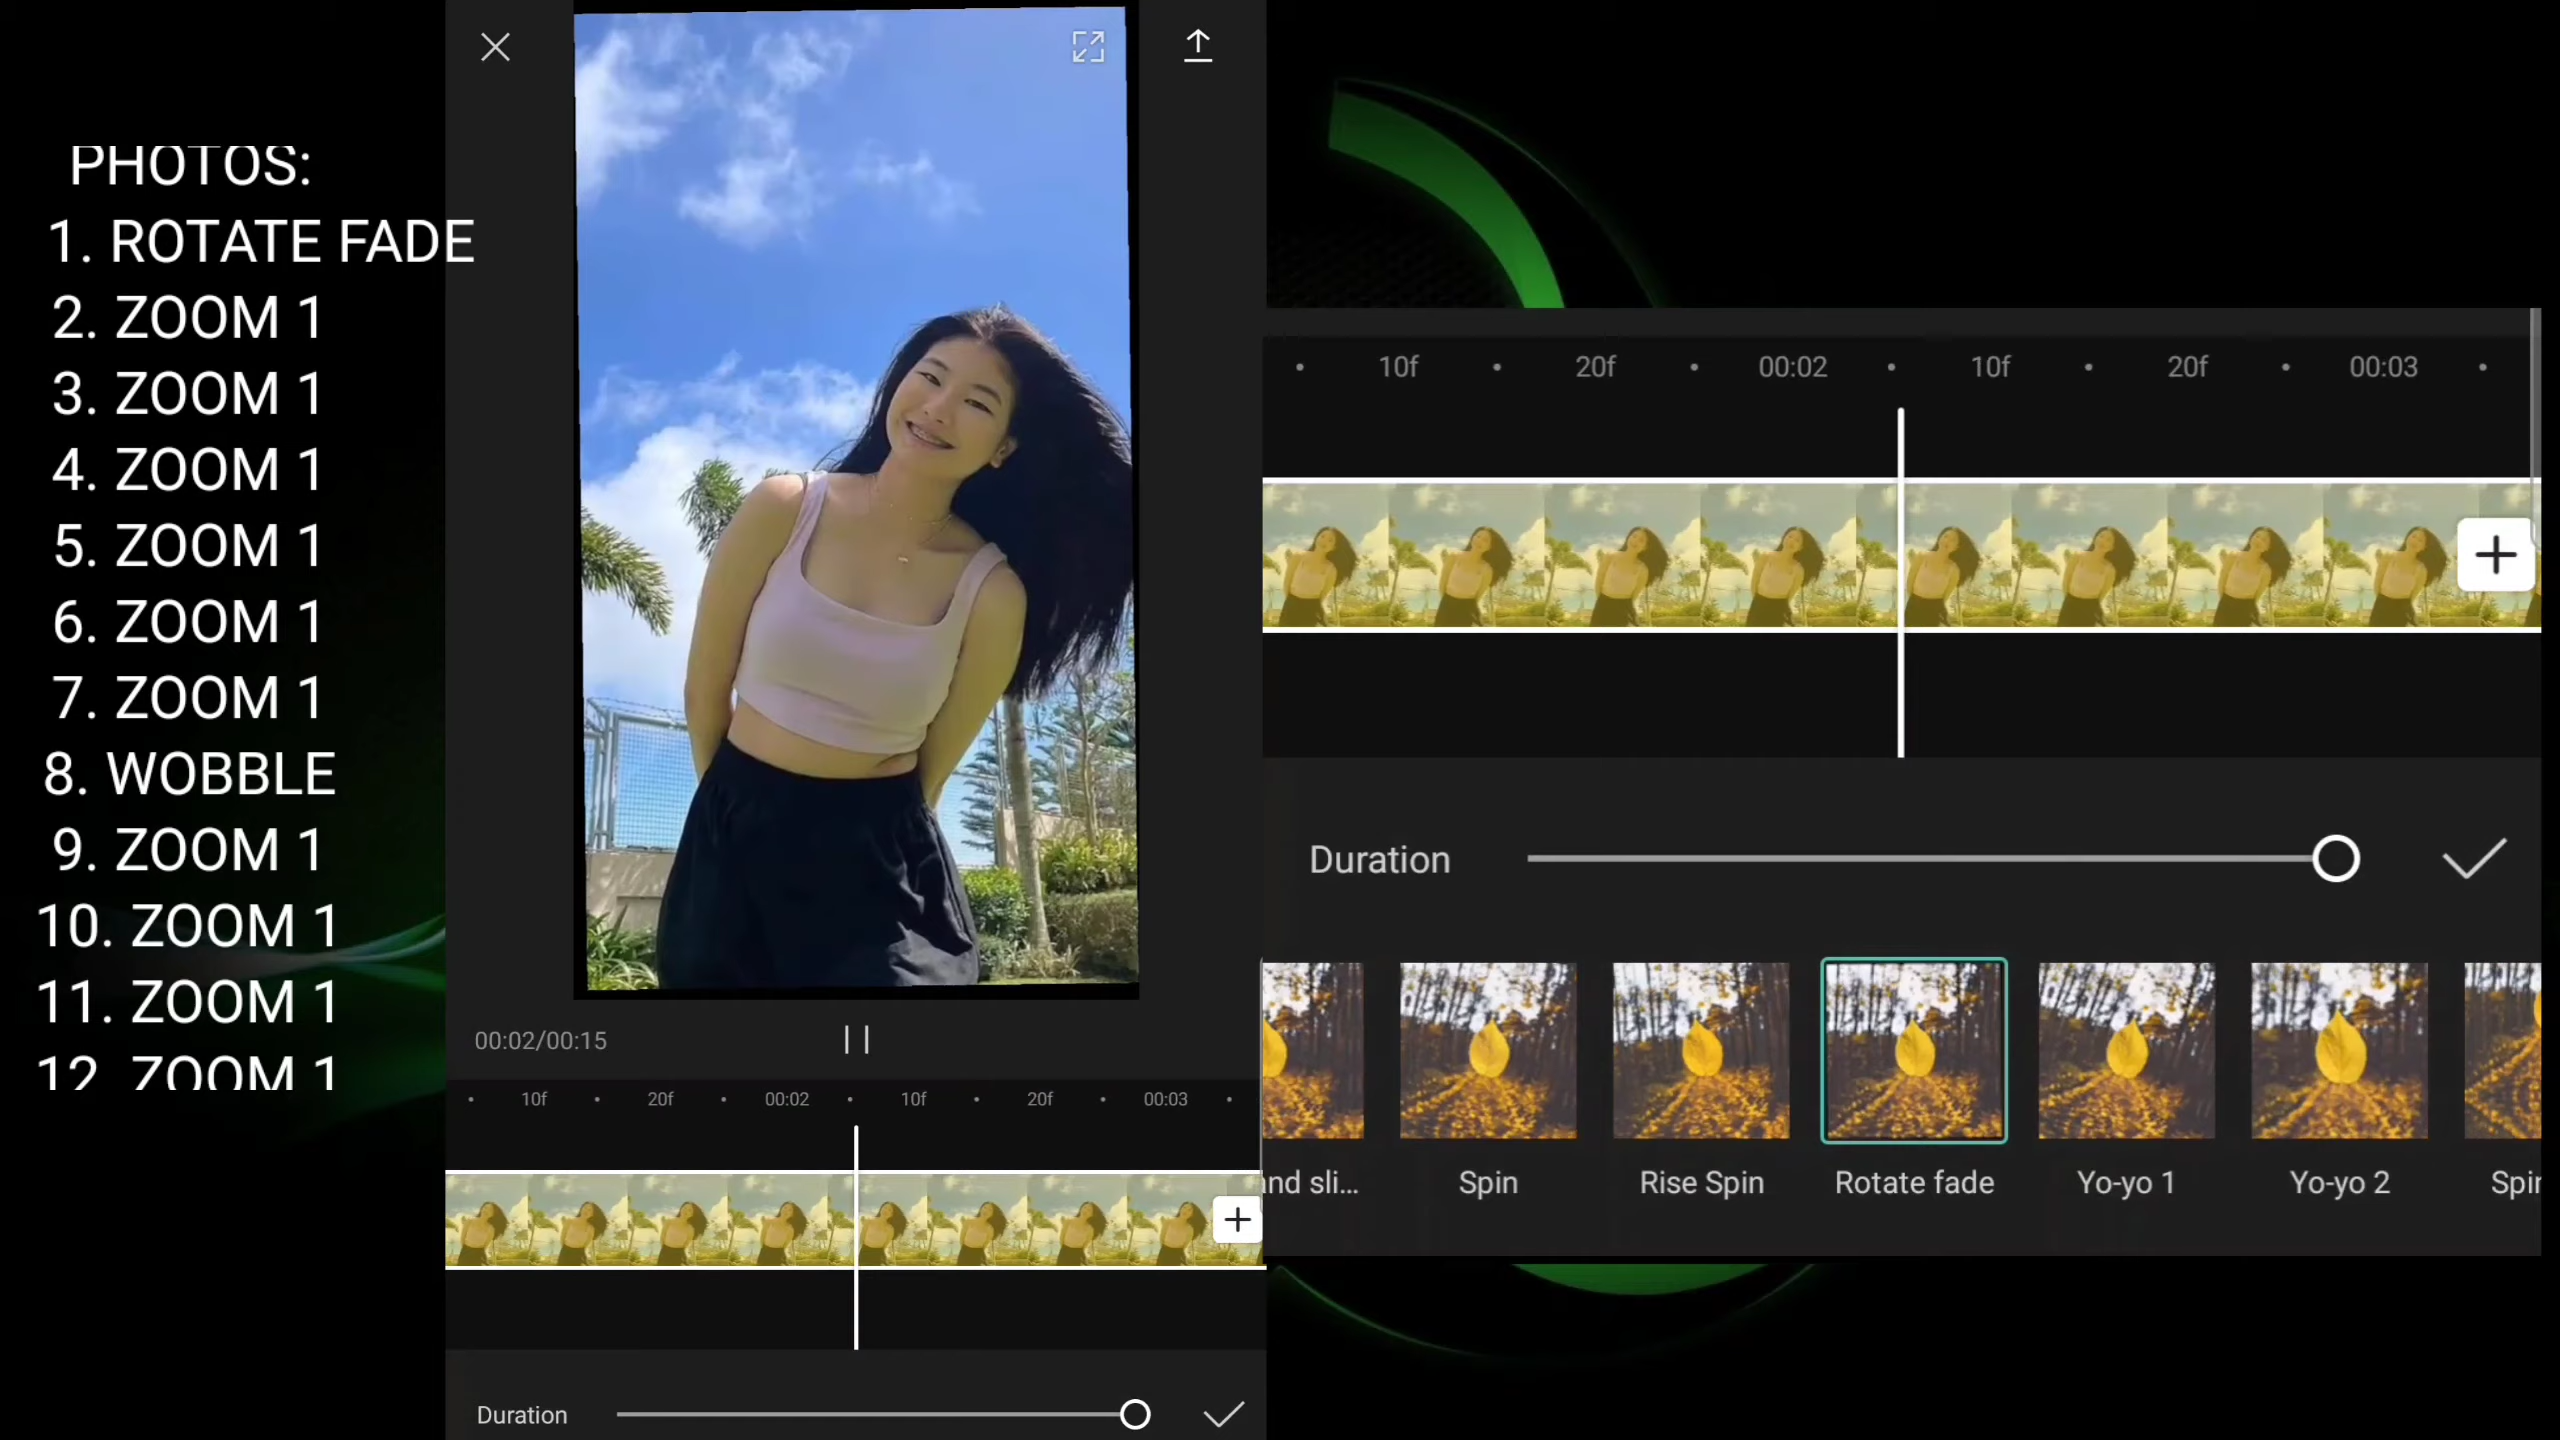 PHOTOS:
1. ROTATE FADE
2. ZOOM 1
3. ZOOM 1
4. ZOOM 1
5. ZOOM 1
6. ZOOM 1
7. ZOOM 1
8. WOBBLE
9. ZOOM 1
10. ZOOM 1
11. ZOOM 1
12. ZOOM 1
00:02/00:15
10f 20f 00:02 10f 20f 00:03
Duration
10f 20f 00:02 10f 20f 00:03
Duration
and sli... Spin Rise Spin Rotate fade Yo-yo 1 Yo-yo 2 Spin